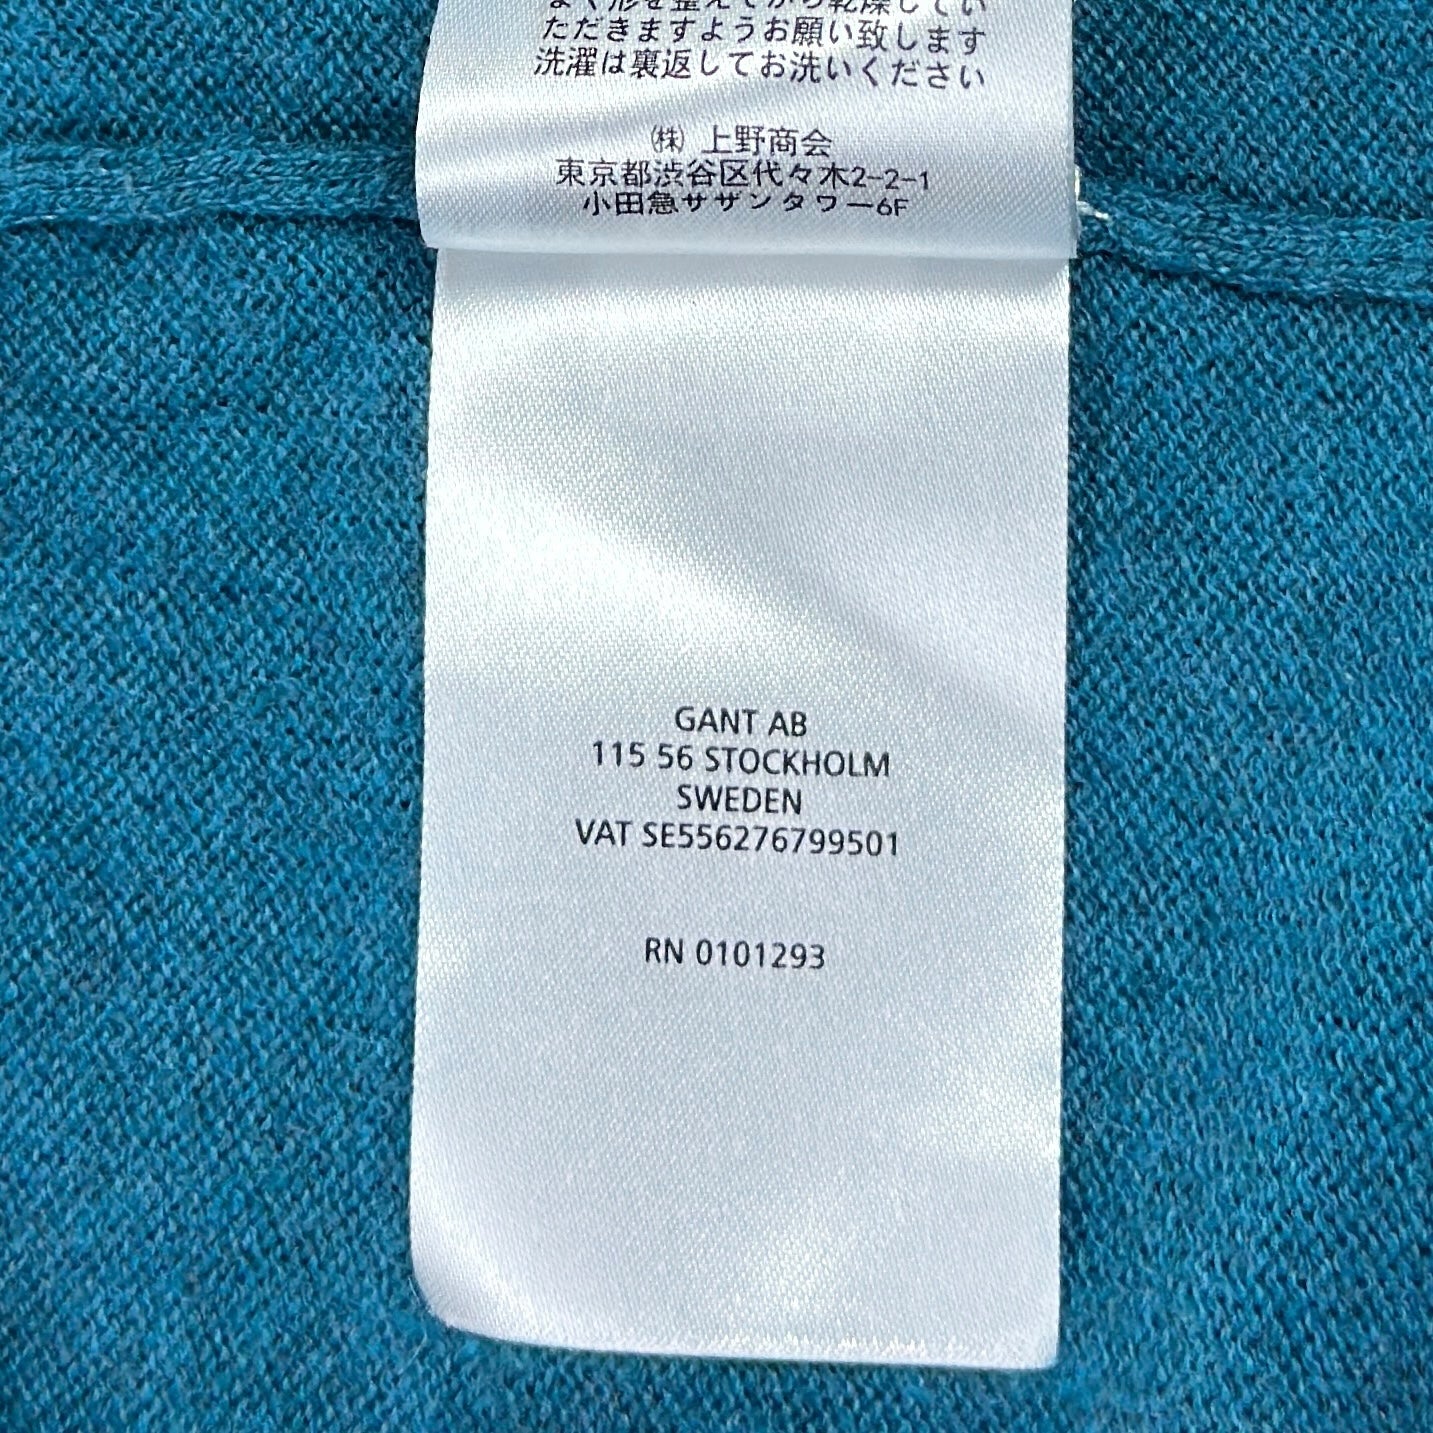 よく形を整えてから乾燥してい
ただきますようお願い致します
洗濯は裏返してお洗いください
㈱ 上野商会
東京都渋谷区代々木2-2-1
小田急サザンタワー6F
GANT AB
115 56 STOCKHOLM
SWEDEN
VAT SE556276799501
RN 0101293